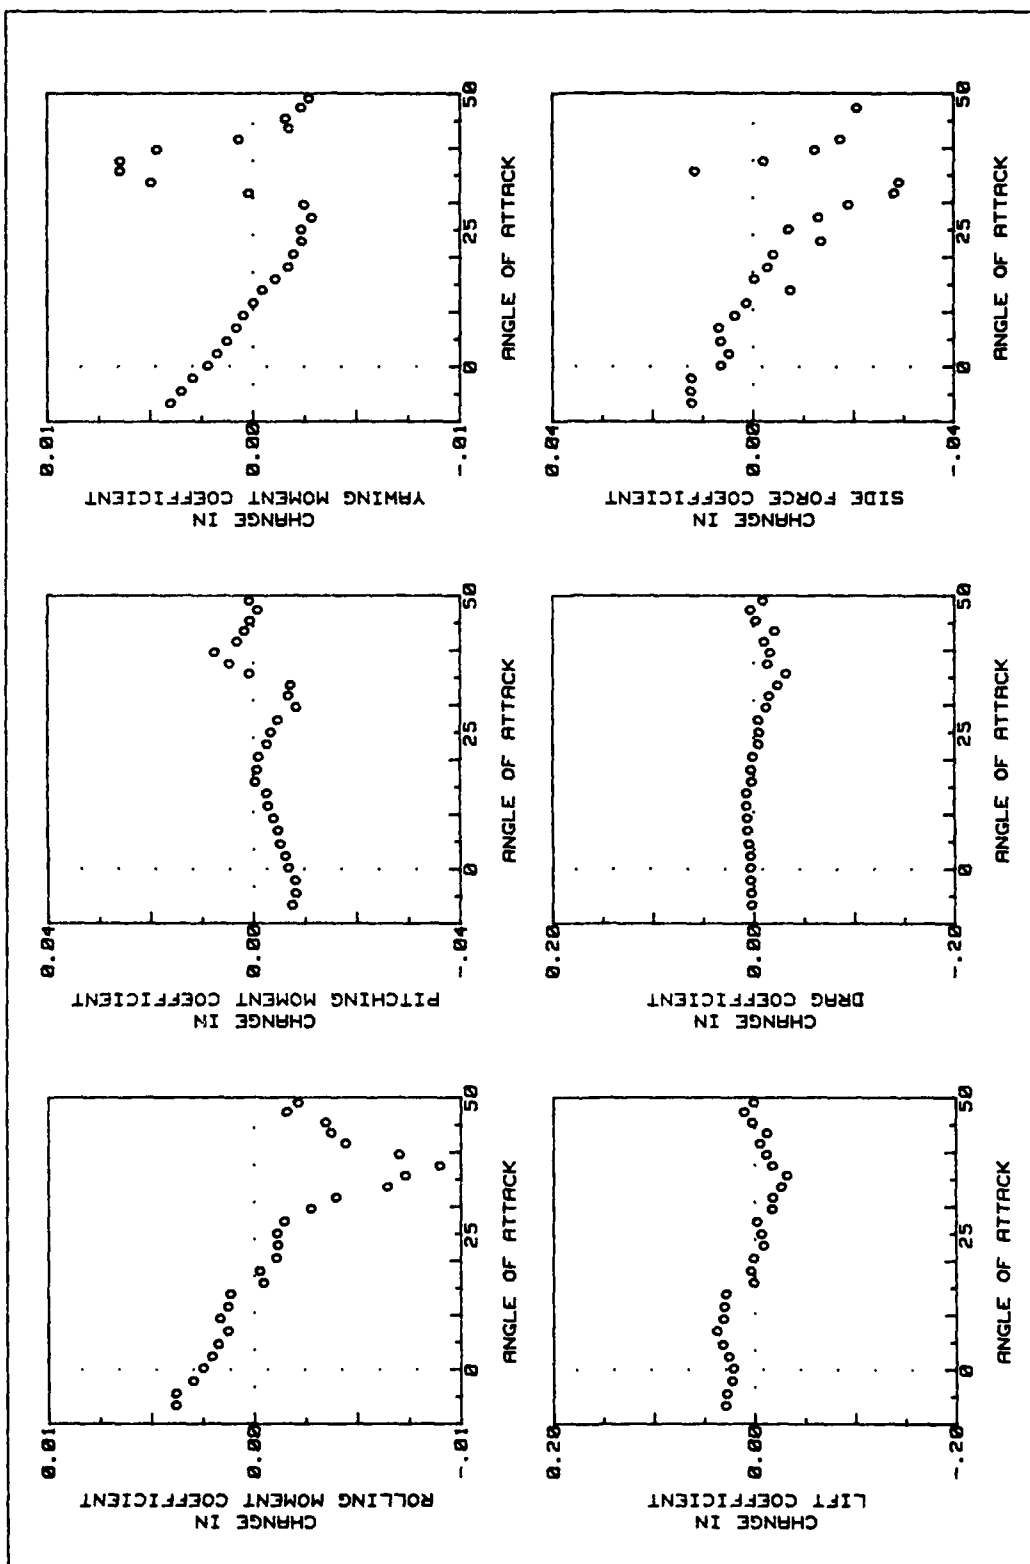 CHANGE IN
ROLLING MOMENT COEFFICIENT
0.01
0.00
-.01
0
25
50
ANGLE OF ATTACK
CHANGE IN
PITCHING MOMENT COEFFICIENT
0.04
0.00
-.04
0
25
50
ANGLE OF ATTACK
CHANGE IN
YAWING MOMENT COEFFICIENT
0.01
0.00
-.01
0
25
50
ANGLE OF ATTACK
CHANGE IN
LIFT COEFFICIENT
0.20
0.00
-.20
0
25
50
ANGLE OF ATTACK
CHANGE IN
DRAG COEFFICIENT
0.20
0.00
-.20
0
25
50
ANGLE OF ATTACK
CHANGE IN
SIDE FORCE COEFFICIENT
0.04
0.00
-.04
0
25
50
ANGLE OF ATTACK